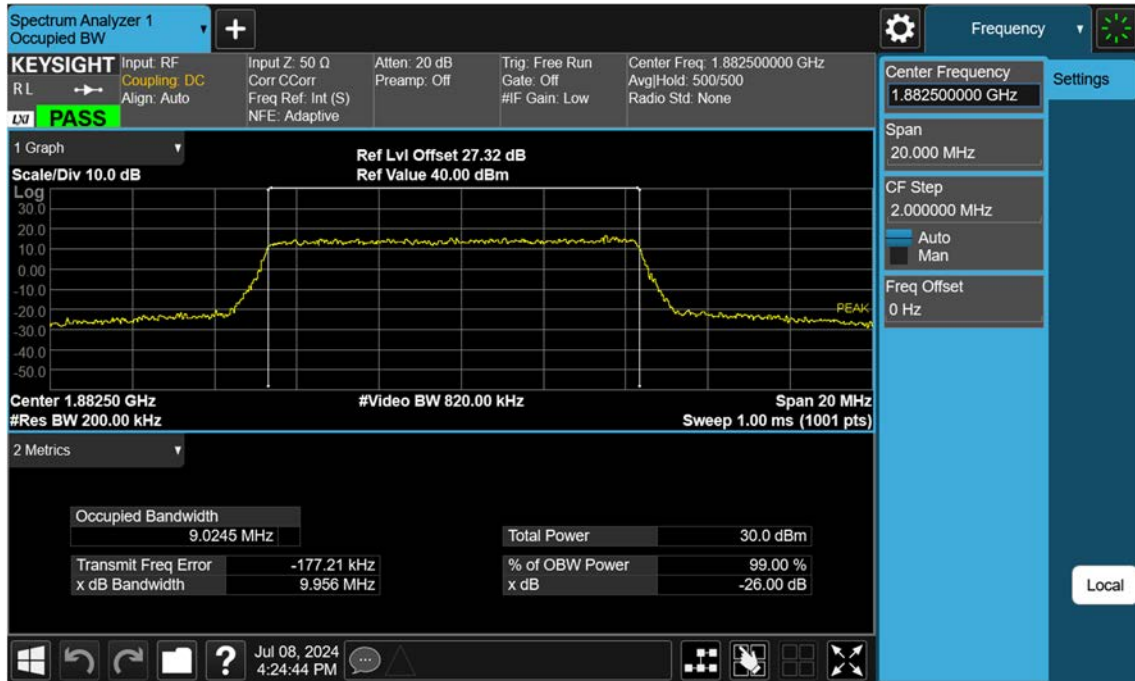 Spectrum Analyzer 1
Occupied BW
+
Frequency
KEYSIGHT
R L
LXI PASS
Input: RF
Coupling: DC
Align: Auto
Input Z: 50 Ω
Corr CCorr
Freq Ref: Int (S)
NFE: Adaptive
Atten: 20 dB
Preamp: Off
Trig: Free Run
Gate: Off
#IF Gain: Low
Center Freq: 1.882500000 GHz
Avg|Hold: 500/500
Radio Std: None
Center Frequency
1.882500000 GHz
Settings
Span
20.000 MHz
CF Step
2.000000 MHz
Auto
Man
Freq Offset
0 Hz
Local
1 Graph
Scale/Div 10.0 dB
Ref Lvl Offset 27.32 dB
Ref Value 40.00 dBm
Log
30.0
20.0
10.0
0.00
-10.0
-20.0
-30.0
-40.0
-50.0
PEAK
Center 1.88250 GHz
#Video BW 820.00 kHz
Span 20 MHz
#Res BW 200.00 kHz
Sweep 1.00 ms (1001 pts)
2 Metrics
Occupied Bandwidth
9.0245 MHz
Total Power 30.0 dBm
Transmit Freq Error -177.21 kHz
% of OBW Power 99.00 %
x dB Bandwidth 9.956 MHz
x dB -26.00 dB
?
Jul 08, 2024
4:24:44 PM